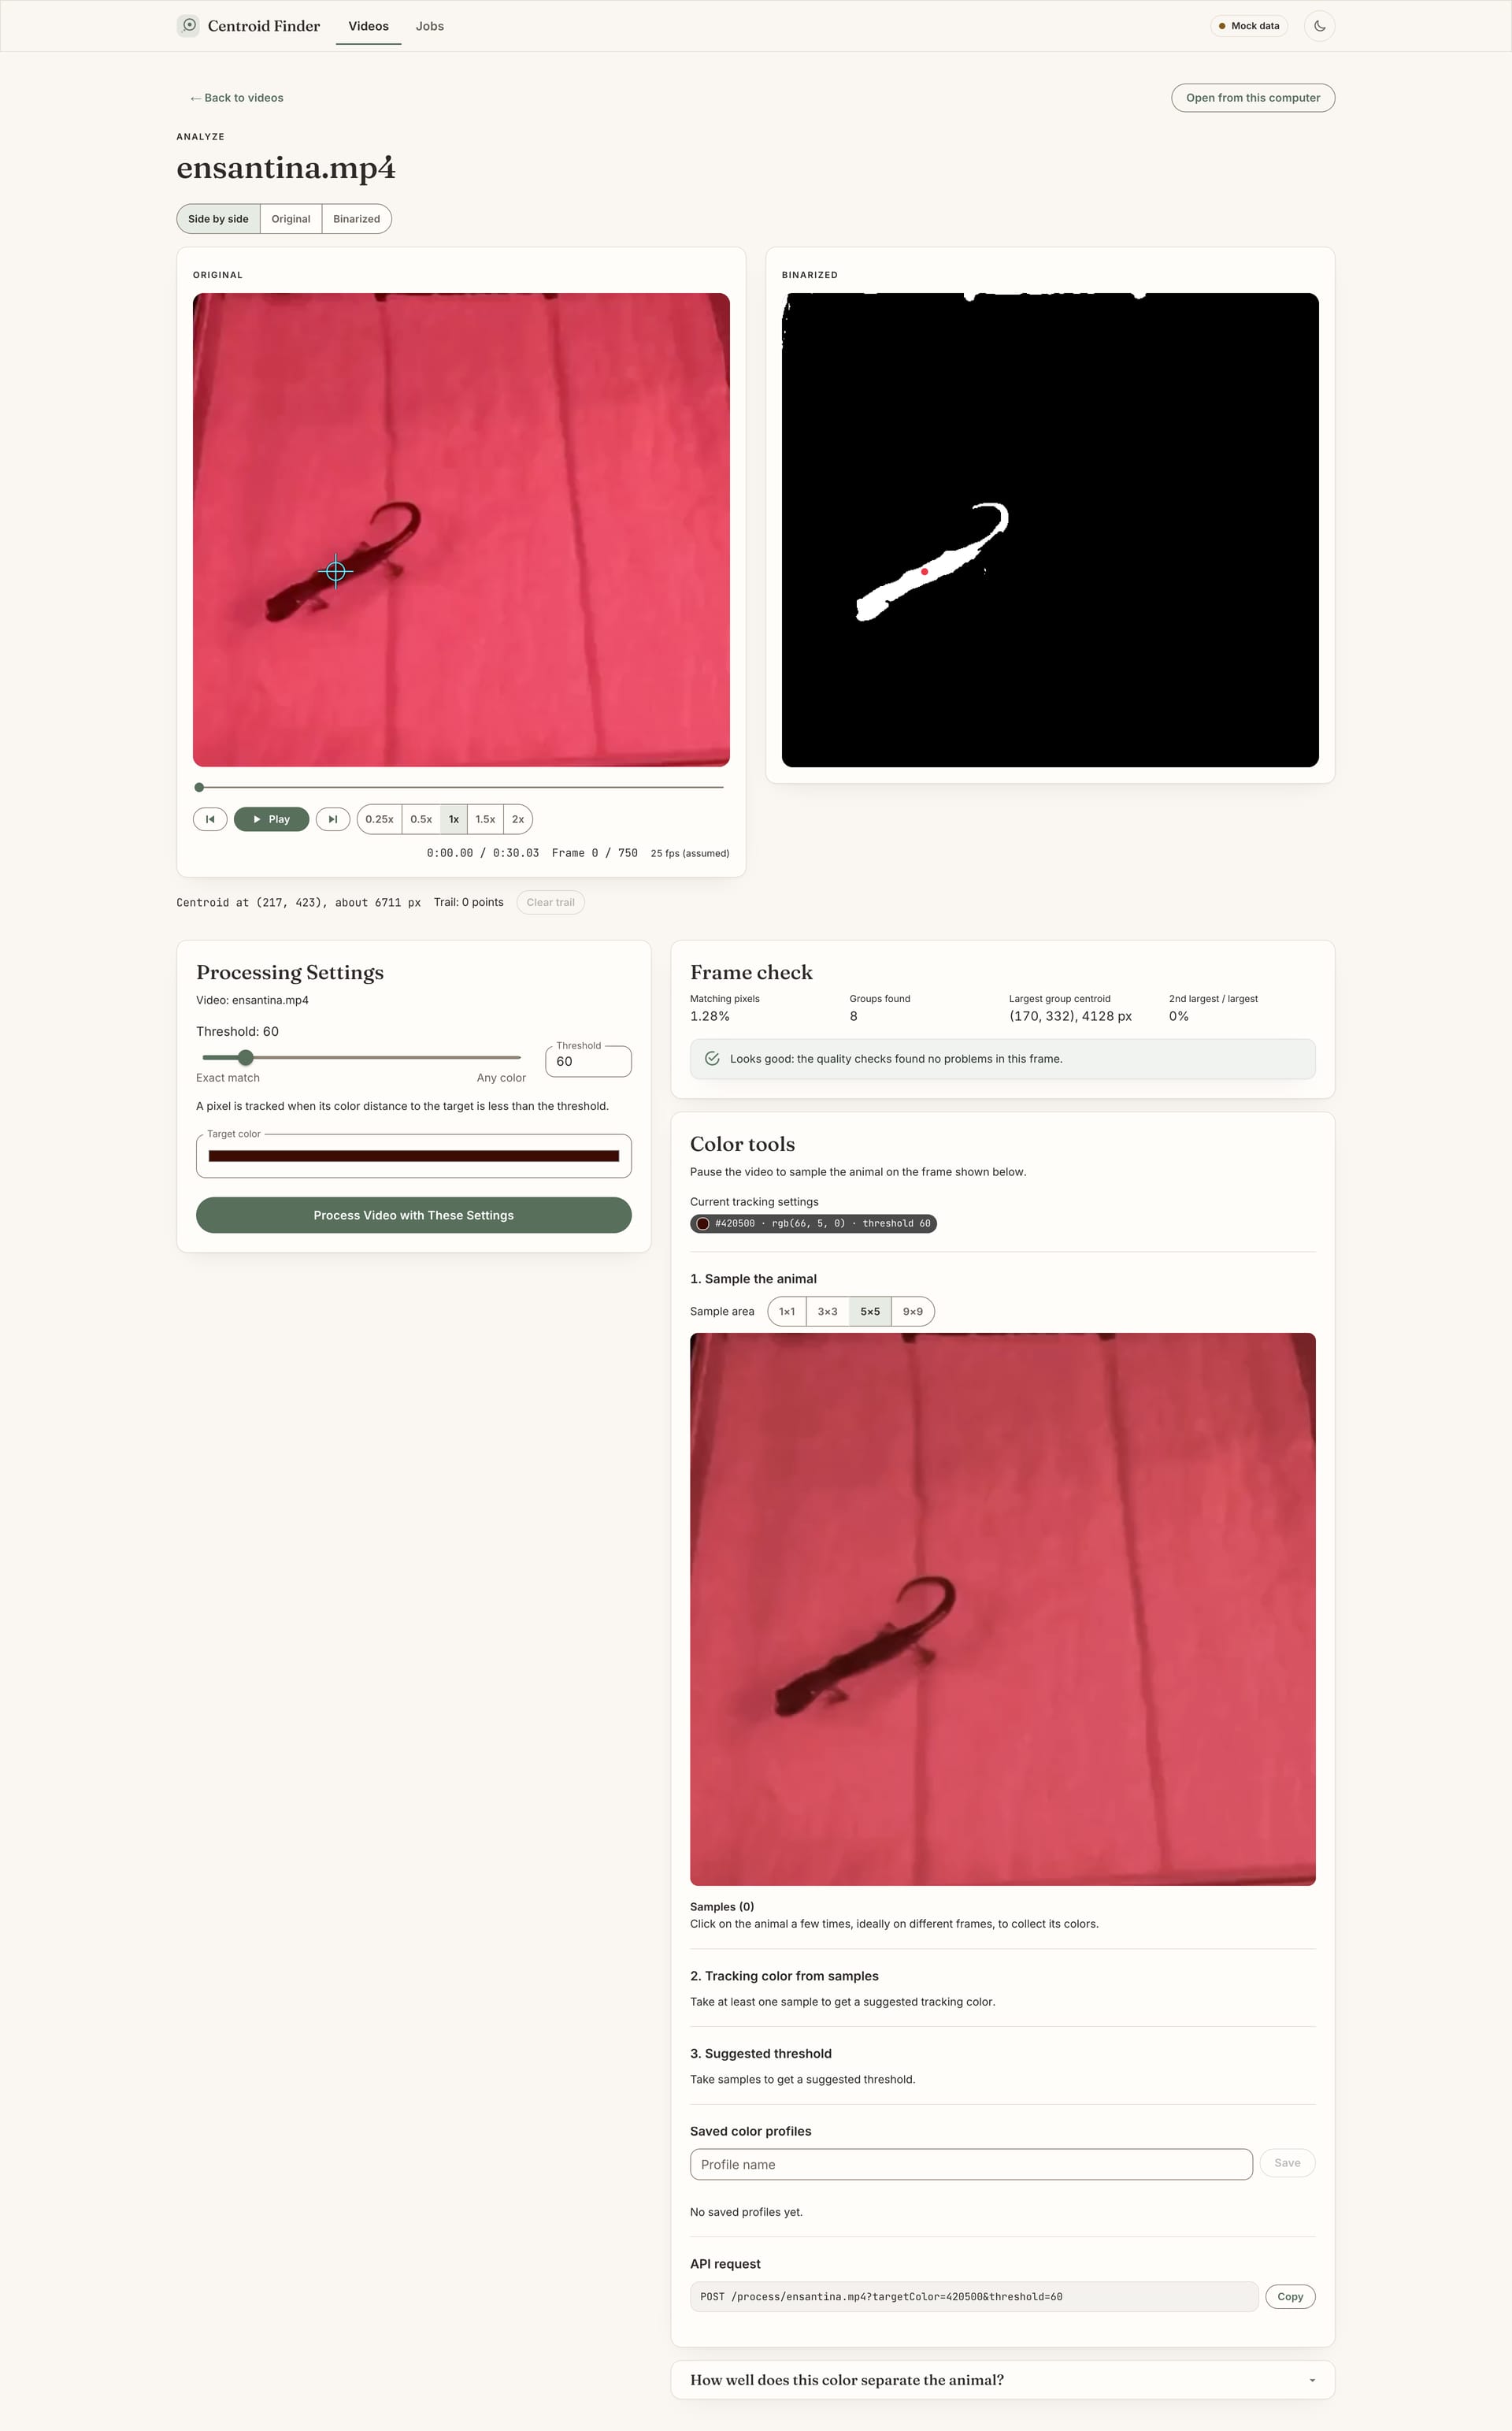 Centroid Finder
Videos
Jobs
Mock data
← Back to videos
Open from this computer
ANALYZE
ensantina.mp4
Side by side
Original
Binarized
ORIGINAL
BINARIZED
Play
0.25x
0.5x
1x
1.5x
2x
0:00.00 / 0:30.03 Frame 0 / 750 25 fps (assumed)
Centroid at (217, 423), about 6711 px Trail: 0 points Clear trail
Processing Settings
Video: ensantina.mp4
Threshold: 60
Threshold
60
Exact match
Any color
A pixel is tracked when its color distance to the target is less than the threshold.
Target color
Process Video with These Settings
Frame check
Matching pixels
1.28%
Groups found
8
Largest group centroid
(170, 332), 4128 px
2nd largest / largest
0%
Looks good: the quality checks found no problems in this frame.
Color tools
Pause the video to sample the animal on the frame shown below.
Current tracking settings
#420500 · rgb(66, 5, 0) · threshold 60
1. Sample the animal
Sample area
1×1
3×3
5×5
9×9
Samples (0)
Click on the animal a few times, ideally on different frames, to collect its colors.
2. Tracking color from samples
Take at least one sample to get a suggested tracking color.
3. Suggested threshold
Take samples to get a suggested threshold.
Saved color profiles
Profile name
Save
No saved profiles yet.
API request
POST /process/ensantina.mp4?targetColor=420500&threshold=60
Copy
How well does this color separate the animal?